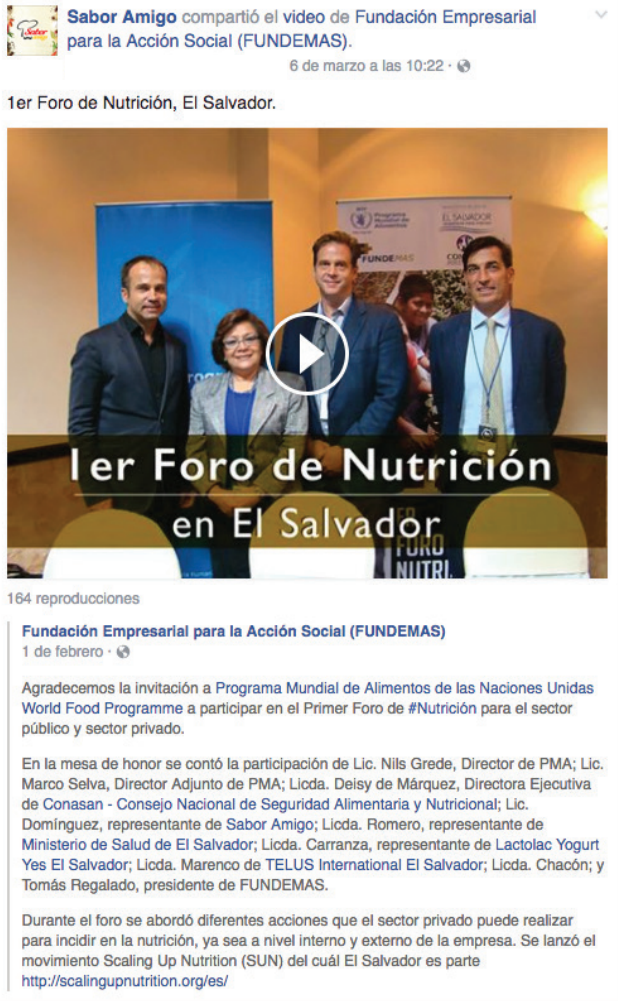 Sabor
Sabor Amigo compartió el video de Fundación Empresarial
para la Acción Social (FUNDEMAS).
6 de marzo a las 10:22 ·
1er Foro de Nutrición, El Salvador.
Programa
Mundial de
Alimentos
EL SALVADOR
FUNDEMAS
1er Foro de Nutrición
en El Salvador
FORO
NUTRI
164 reproducciones
Fundación Empresarial para la Acción Social (FUNDEMAS)
1 de febrero ·
Agradecemos la invitación a Programa Mundial de Alimentos de las Naciones Unidas
World Food Programme a participar en el Primer Foro de #Nutrición para el sector
público y sector privado.
En la mesa de honor se contó la participación de Lic. Nils Grede, Director de PMA; Lic.
Marco Selva, Director Adjunto de PMA; Licda. Deisy de Márquez, Directora Ejecutiva
de Conasan - Consejo Nacional de Seguridad Alimentaria y Nutricional; Lic.
Domínguez, representante de Sabor Amigo; Licda. Romero, representante de
Ministerio de Salud de El Salvador; Licda. Carranza, representante de Lactolac Yogurt
Yes El Salvador; Licda. Marenco de TELUS International El Salvador; Licda. Chacón; y
Tomás Regalado, presidente de FUNDEMAS.
Durante el foro se abordó diferentes acciones que el sector privado puede realizar
para incidir en la nutrición, ya sea a nivel interno y externo de la empresa. Se lanzó el
movimiento Scaling Up Nutrition (SUN) del cuál El Salvador es parte
http://scalingupnutrition.org/es/